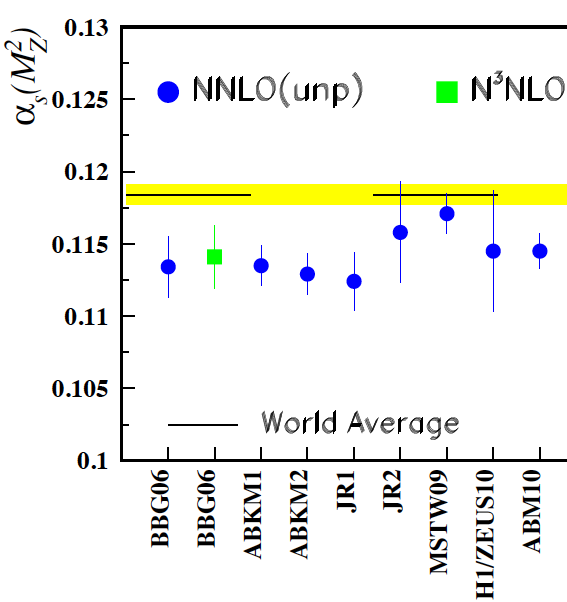 α_s(M_Z^2)
0.13
0.125
0.12
0.115
0.11
0.105
0.1
NNLO(unp)
N³NLO
World Average
BBG06
BBG06
ABKM1
ABKM2
JR1
JR2
MSTW09
H1/ZEUS10
ABM10